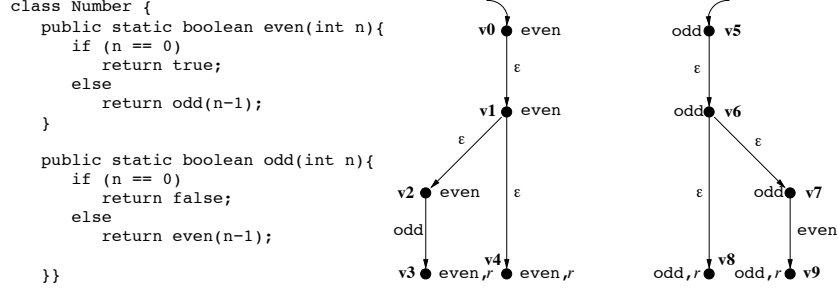 class Number {
public static boolean even(int n){
if (n == 0)
return true;
else
return odd(n-1);
}
public static boolean odd(int n){
if (n == 0)
return false;
else
return even(n-1);
}}
v0 even
ε
v1 even
ε
ε
v2 even
odd
v3 even,r
v4
even,r
odd v5
ε
odd v6
ε
ε
odd v7
even
v8
odd,r
odd,r v9